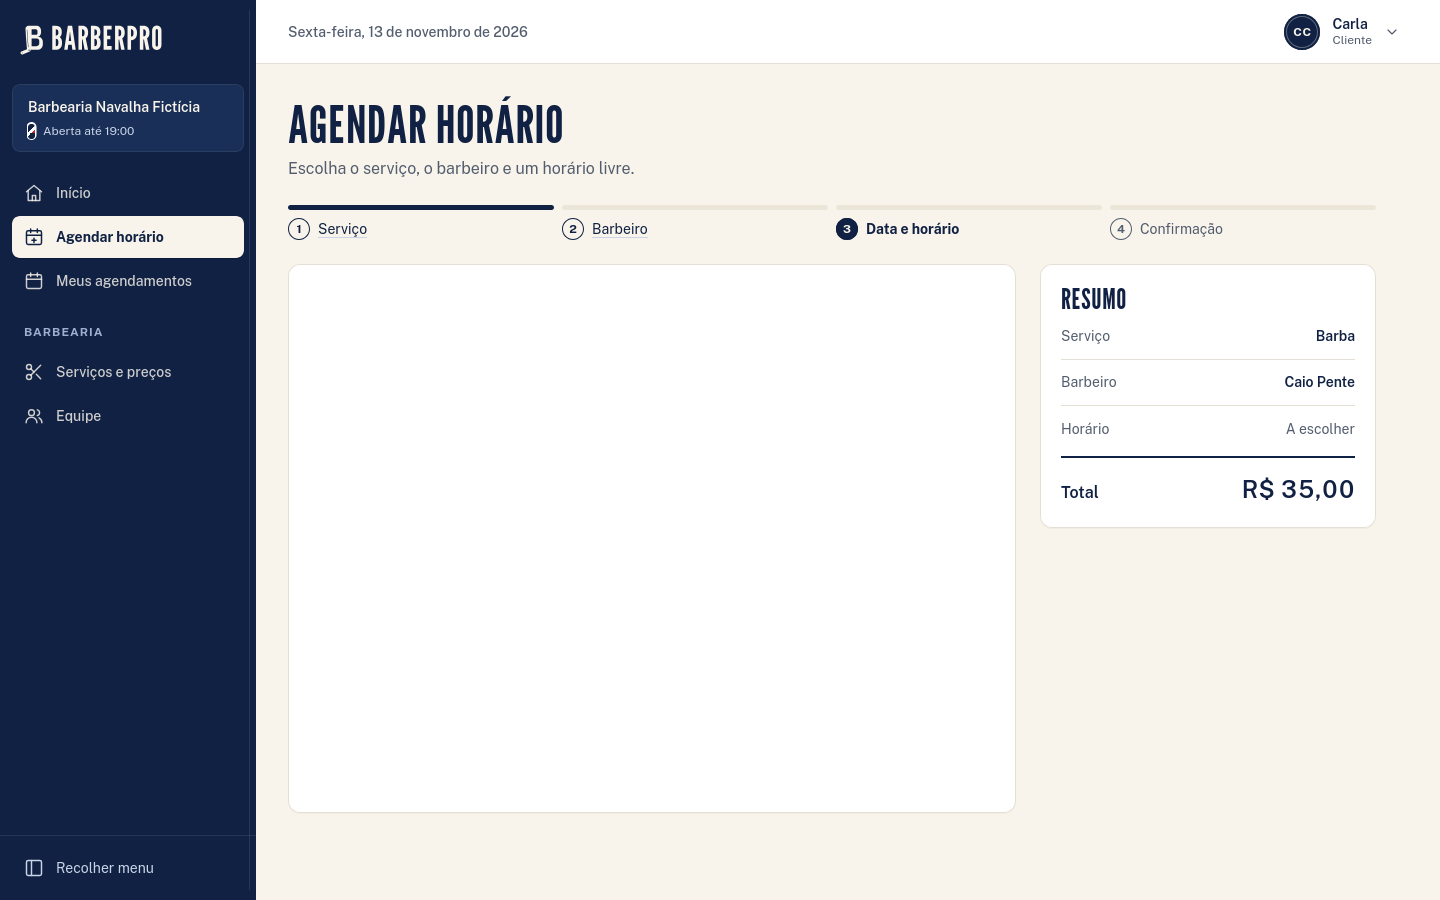 BARBERPRO
Barbearia Navalha Fictícia
Aberta até 19:00
Início
Agendar horário
Meus agendamentos
BARBEARIA
Serviços e preços
Equipe
Recolher menu
Sexta-feira, 13 de novembro de 2026
CC
Carla
Cliente
AGENDAR HORÁRIO
Escolha o serviço, o barbeiro e um horário livre.
1 Serviço
2 Barbeiro
3 Data e horário
4 Confirmação
RESUMO
Serviço Barba
Barbeiro Caio Pente
Horário A escolher
Total R$ 35,00